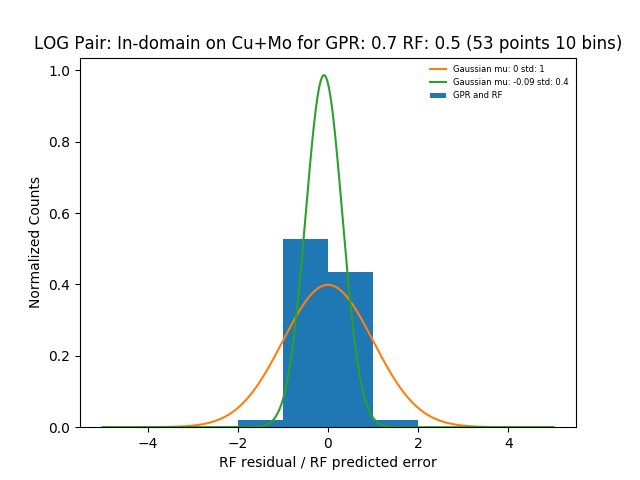 LOG Pair: In-domain on Cu+Mo for GPR: 0.7 RF: 0.5 (53 points 10 bins)
Gaussian mu: 0 std: 1
Gaussian mu: -0.09 std: 0.4
GPR and RF
Normalized Counts
1.0
0.8
0.6
0.4
0.2
0.0
−4 −2 0 2 4
RF residual / RF predicted error